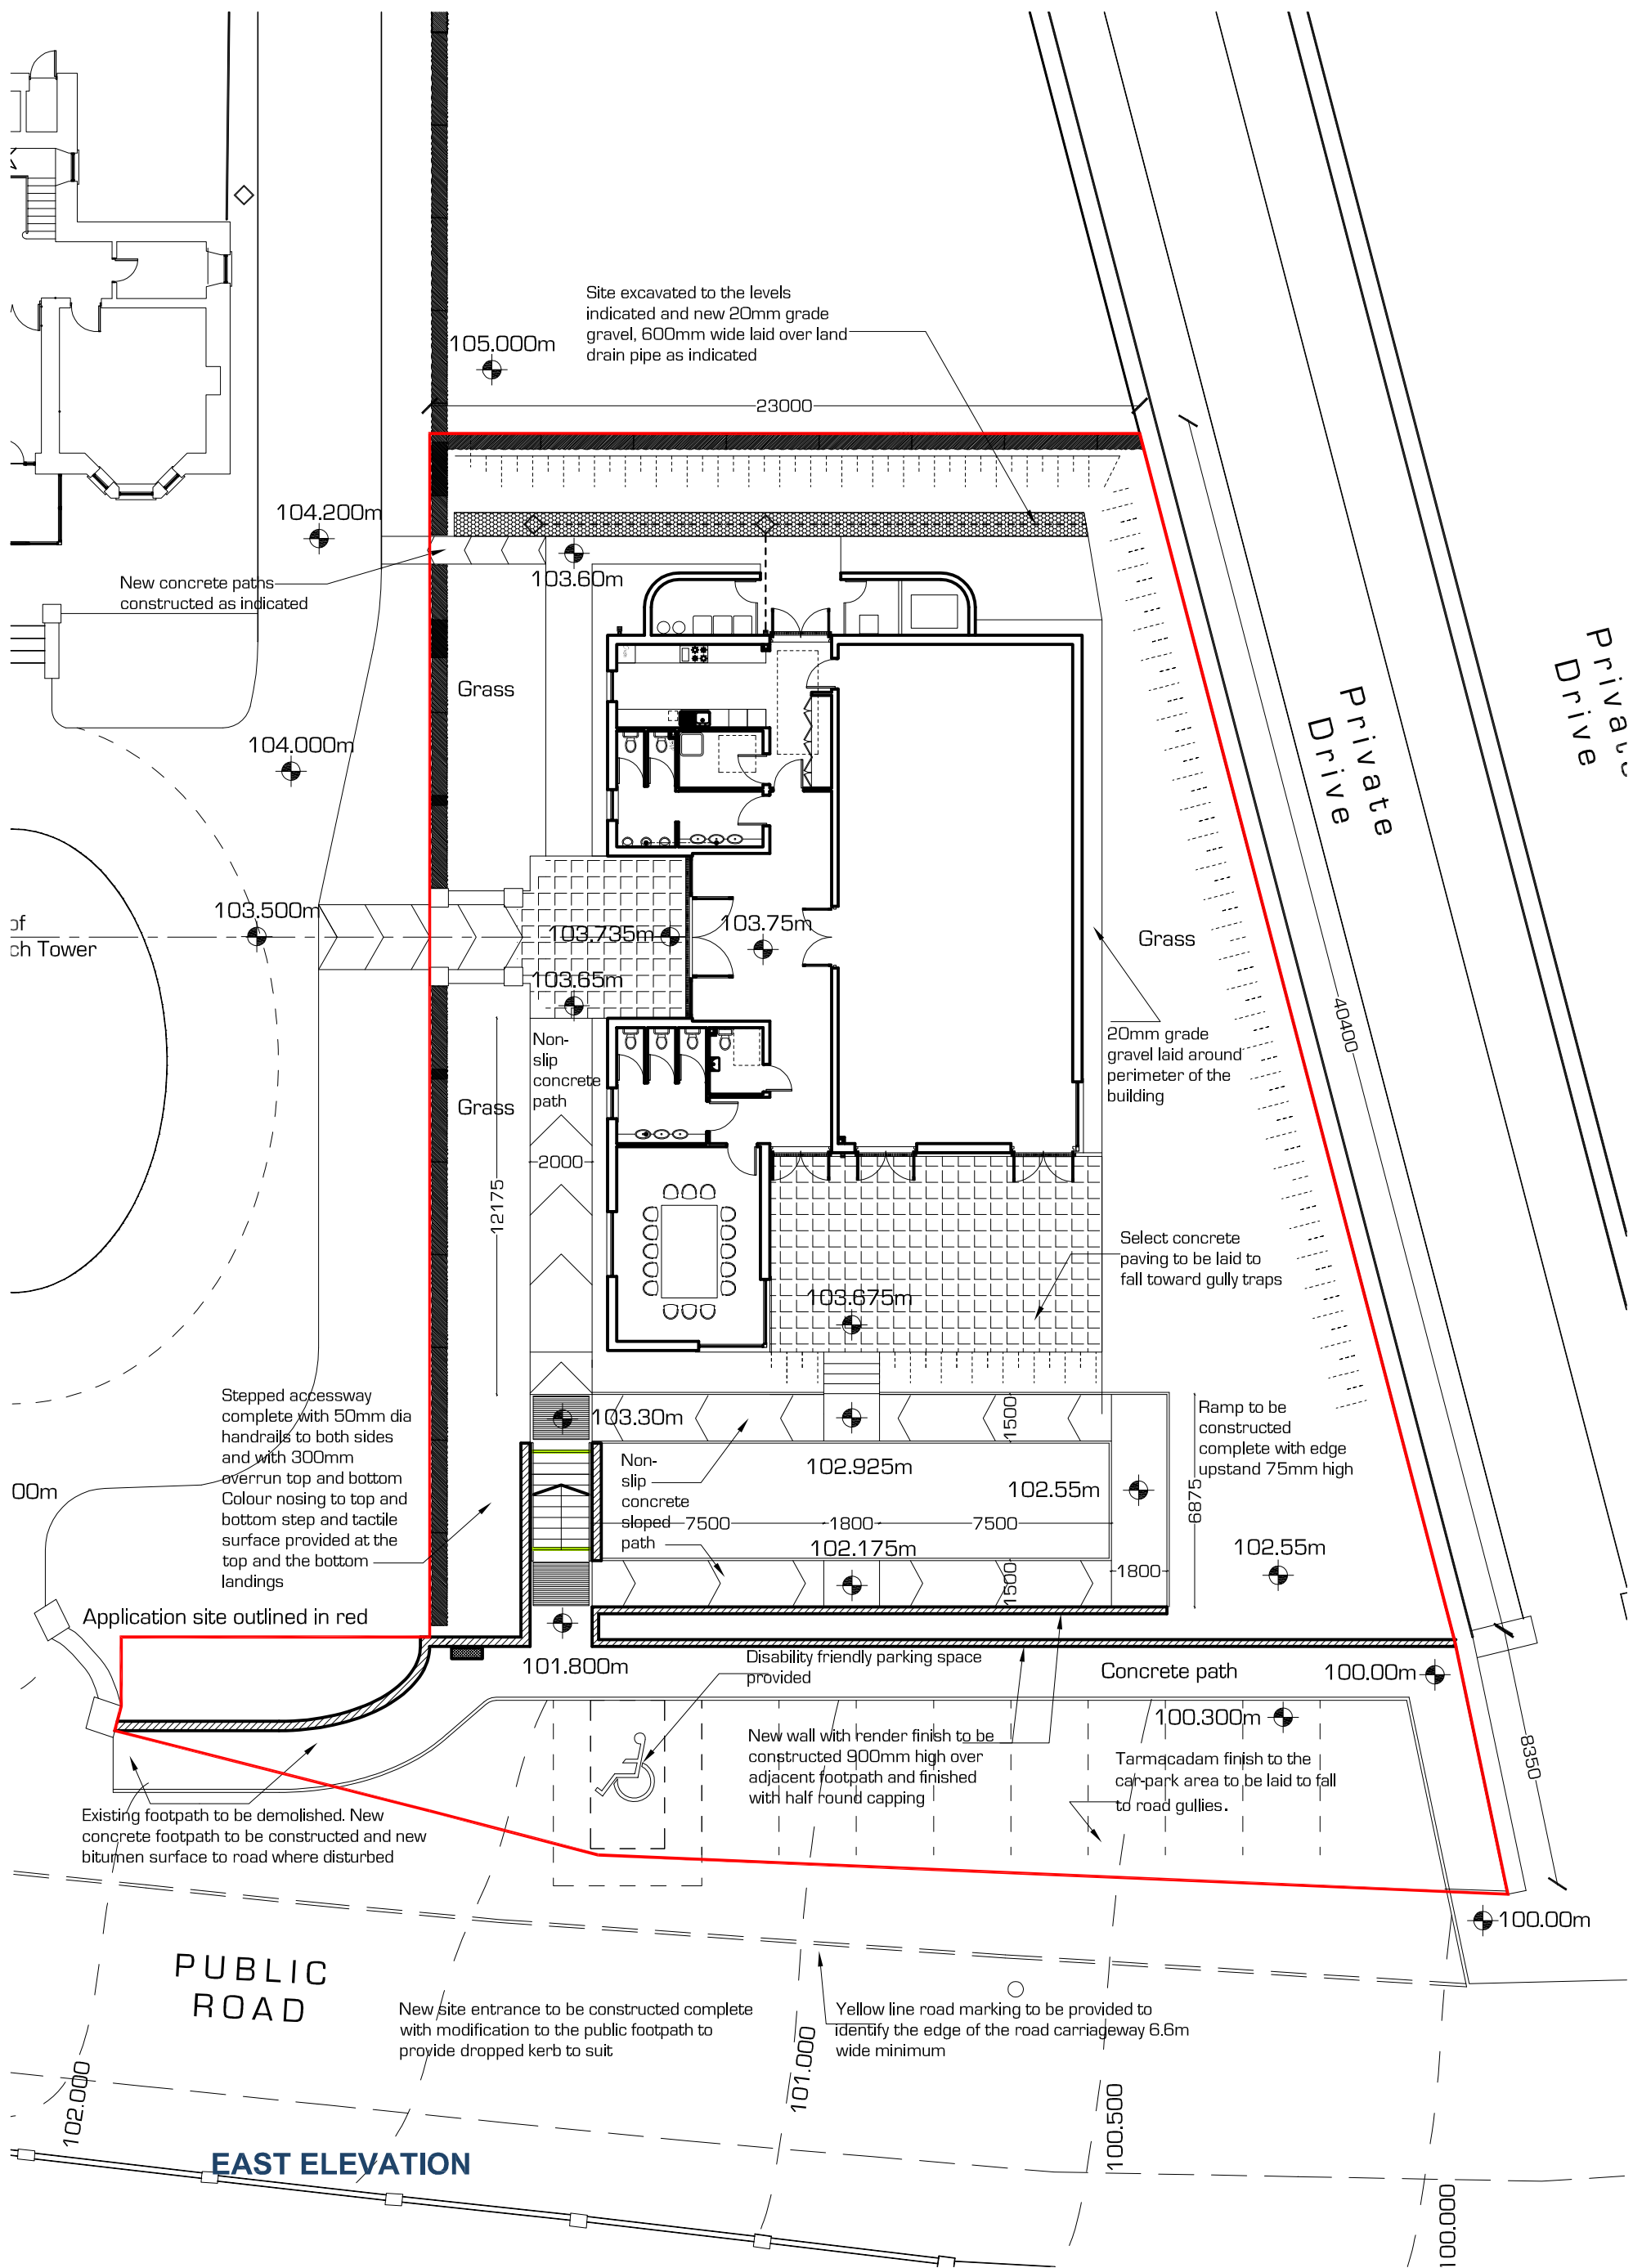 Site excavated to the levels
indicated and new 20mm grade
gravel, 600mm wide laid over land
drain pipe as indicated
105.000m
23000
104.200m
103.60m
New concrete paths
constructed as indicated
Grass
Private
Drive
Private
Drive
104.000m
103.500m
of
ch Tower
103.735m
103.75m
103.65m
Grass
40400
Non-
slip
concrete
path
20mm grade
gravel laid around
perimeter of the
building
Grass
2000
12175
Select concrete
paving to be laid to
fall toward gully traps
103.675m
Stepped accessway
complete with 50mm dia
handrails to both sides
and with 300mm
overrun top and bottom
Colour nosing to top and
bottom step and tactile
surface provided at the
top and the bottom
landings
103.30m
1500
Ramp to be
constructed
complete with edge
upstand 75mm high
Non-
slip
concrete
sloped
path
102.925m
102.55m
00m
7500
1800
7500
6875
102.175m
102.55m
1500
1800
Application site outlined in red
101.800m
Disability friendly parking space
provided
Concrete path
100.00m
100.300m
New wall with render finish to be
constructed 900mm high over
adjacent footpath and finished
with half round capping
Tarmacadam finish to the
car-park area to be laid to fall
to road gullies.
8350
Existing footpath to be demolished. New
concrete footpath to be constructed and new
bitumen surface to road where disturbed
100.00m
PUBLIC
ROAD
New site entrance to be constructed complete
with modification to the public footpath to
provide dropped kerb to suit
Yellow line road marking to be provided to
identify the edge of the road carriageway 6.6m
wide minimum
102.000
101.000
100.500
100.000
EAST ELEVATION